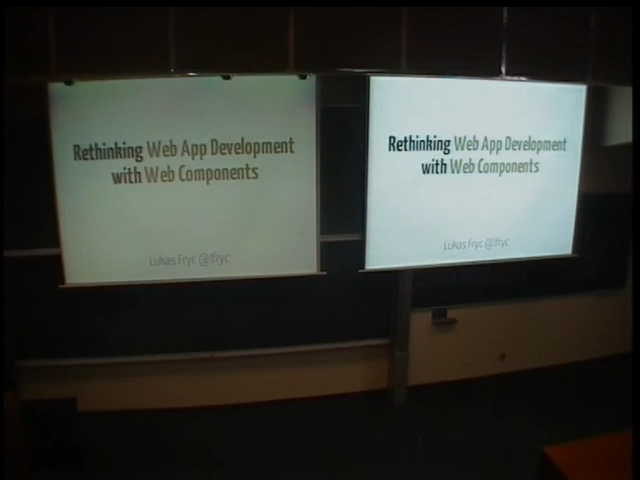 Rethinking Web App Development
with Web Components
Lukas Fryc @lfryc
Rethinking Web App Development
with Web Components
Lukas Fryc @lfryc